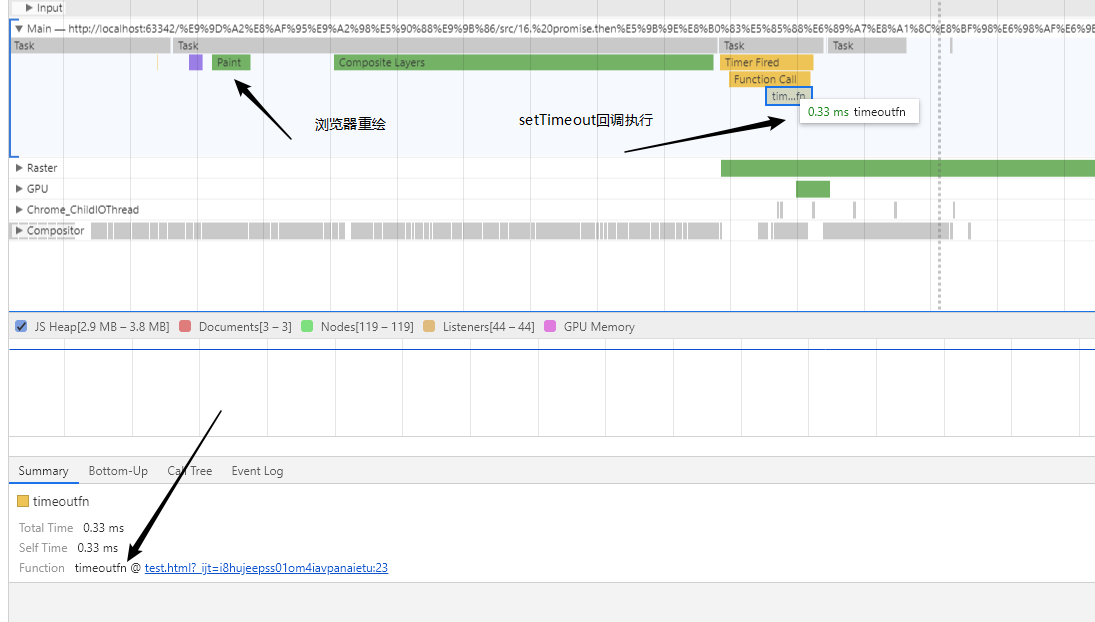 Input
Main — http://localhost:63342/%E9%9D%A2%E8%AF%95%E9%A2%98%E5%90%88%E9%9B%86/src/16.%20promise.then%E5%9B%9E%E8%B0%83%E5%85%88%E6%89%A7%E8%A1%8C%E8%BF%98%E6%98%AF%E6%9E
Task Task Task Task
Paint Composite Layers Timer Fired
Function Call
tim...fn
0.33 ms timeoutfn
浏览器重绘 setTimeout回调执行
Raster
GPU
Chrome_ChildIOThread
Compositor
JS Heap[2.9 MB – 3.8 MB] Documents[3 – 3] Nodes[119 – 119] Listeners[44 – 44] GPU Memory
Summary Bottom-Up Call Tree Event Log
timeoutfn
Total Time 0.33 ms
Self Time 0.33 ms
Function timeoutfn @ test.html?_ijt=i8hujeepss01om4iavpanaietu:23